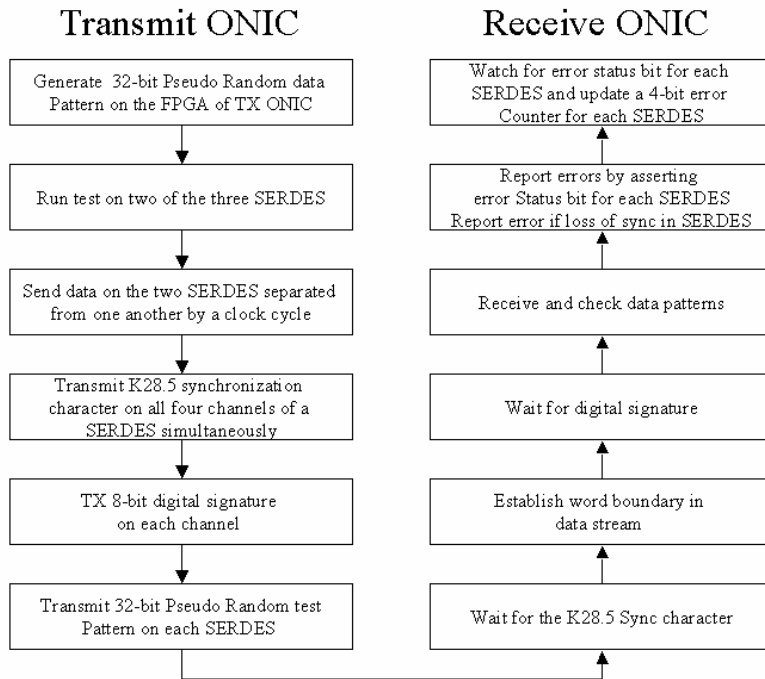 Transmit ONIC
Generate 32-bit Pseudo Random data
Pattern on the FPGA of TX ONIC
Run test on two of the three SERDES
Send data on the two SERDES separated
from one another by a clock cycle
Transmit K28.5 synchronization
character on all four channels of a
SERDES simultaneously
TX 8-bit digital signature
on each channel
Transmit 32-bit Pseudo Random test
Pattern on each SERDES
Receive ONIC
Watch for error status bit for each
SERDES and update a 4-bit error
Counter for each SERDES
Report errors by asserting
error Status bit for each SERDES
Report error if loss of sync in SERDES
Receive and check data patterns
Wait for digital signature
Establish word boundary in
data stream
Wait for the K28.5 Sync character